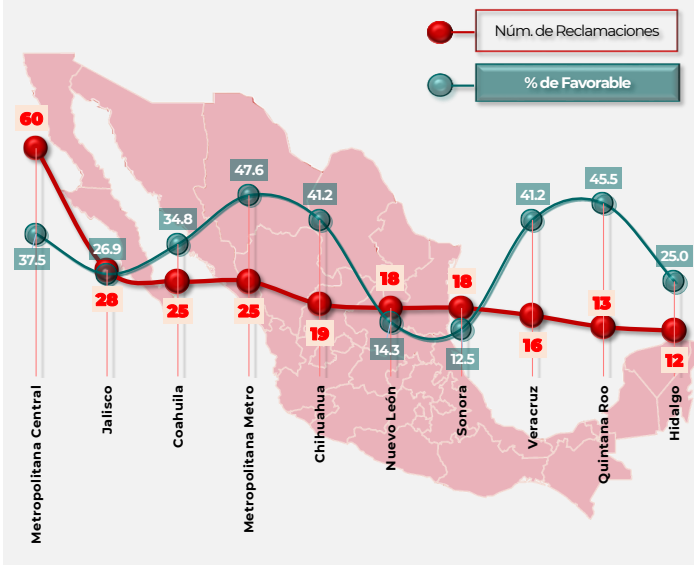 Núm. de Reclamaciones
% de Favorable
60
47.6
41.2
41.2
45.5
34.8
37.5
26.9
25.0
28
25
25
19
18
18
16
13
12
14.3
12.5
Metropolitana Central
Jalisco
Coahuila
Metropolitana Metro
Chihuahua
Nuevo León
Sonora
Veracruz
Quintana Roo
Hidalgo